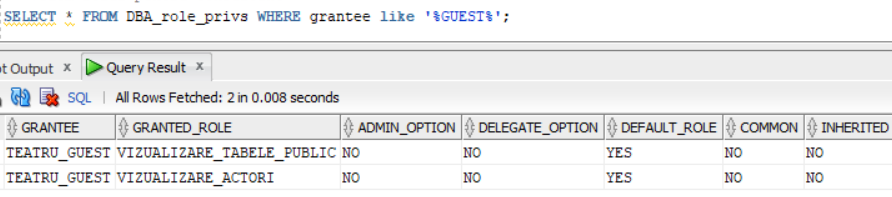 SELECT * FROM DBA_role_privs WHERE grantee like '%GUEST%';
t Output x Query Result x
SQL | All Rows Fetched: 2 in 0.008 seconds
GRANTEE GRANTED_ROLE ADMIN_OPTION DELEGATE_OPTION DEFAULT_ROLE COMMON INHERITED
TEATRU_GUEST VIZUALIZARE_TABELE_PUBLIC NO NO YES NO NO
TEATRU_GUEST VIZUALIZARE_ACTORI NO NO YES NO NO